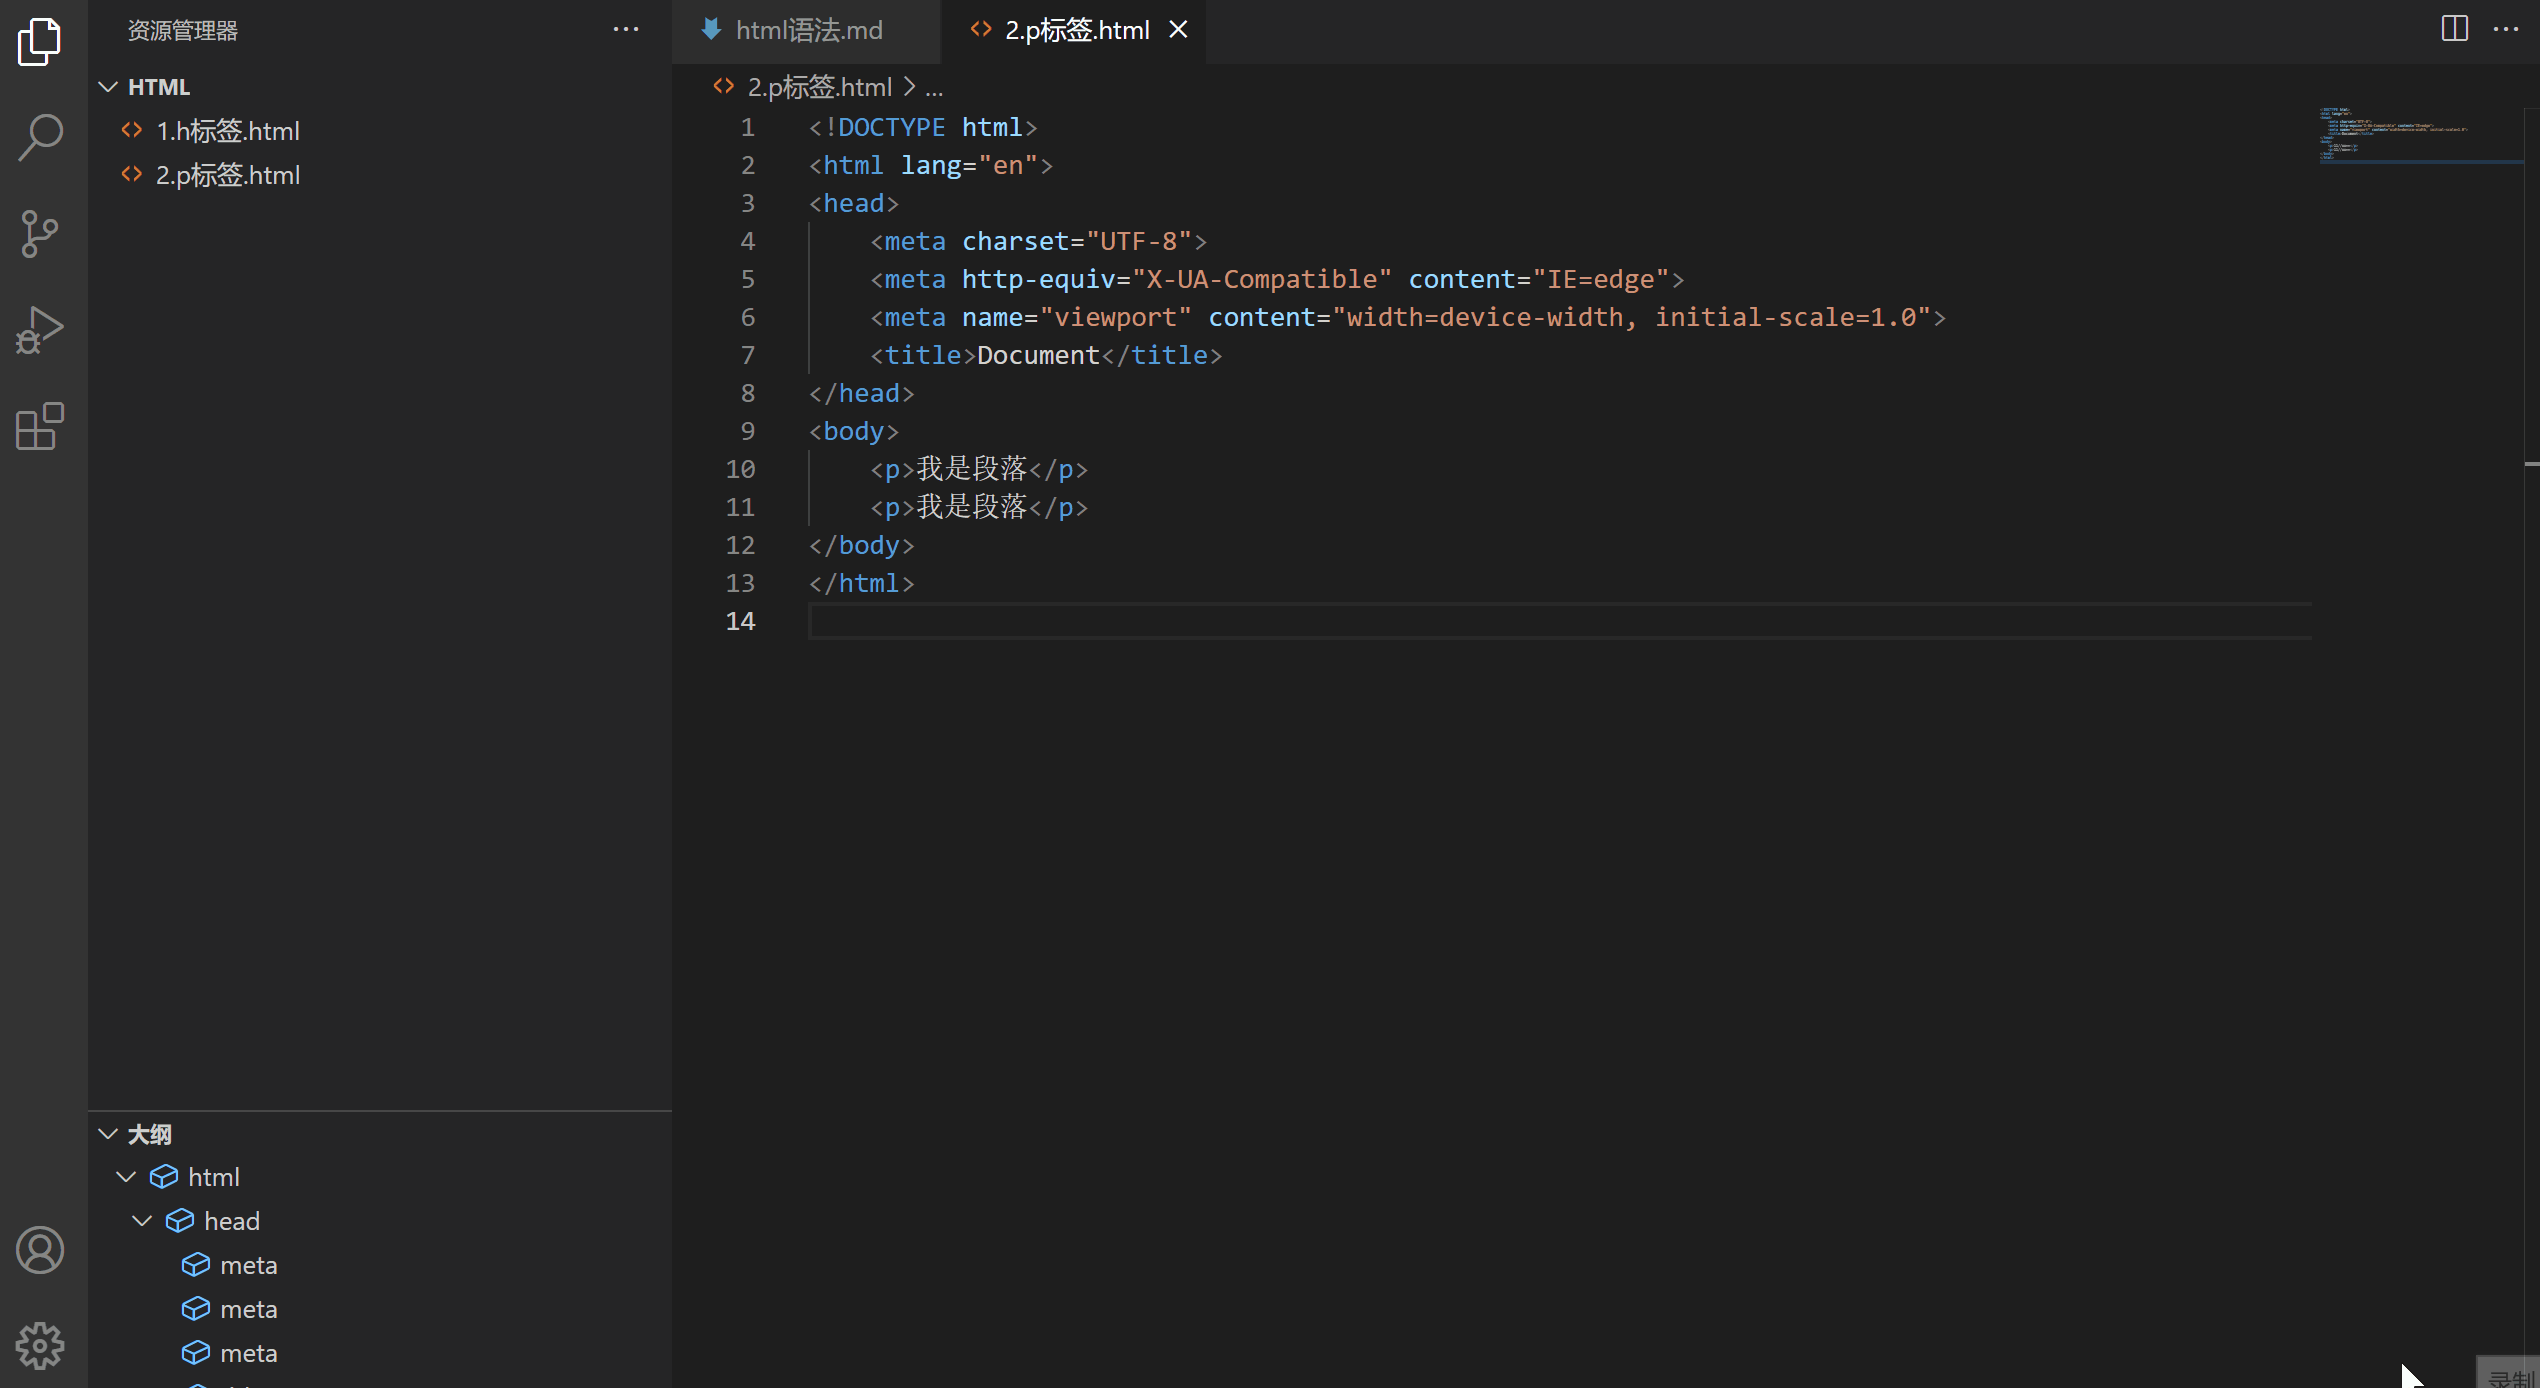 资源管理器
HTML
1.h标签.html
2.p标签.html
大纲
html
head
meta
meta
meta
html语法.md
2.p标签.html
2.p标签.html > ...
1 <!DOCTYPE html>
2 <html lang="en">
3 <head>
4     <meta charset="UTF-8">
5     <meta http-equiv="X-UA-Compatible" content="IE=edge">
6     <meta name="viewport" content="width=device-width, initial-scale=1.0">
7     <title>Document</title>
8 </head>
9 <body>
10     <p>我是段落</p>
11     <p>我是段落</p>
12 </body>
13 </html>
14
录制